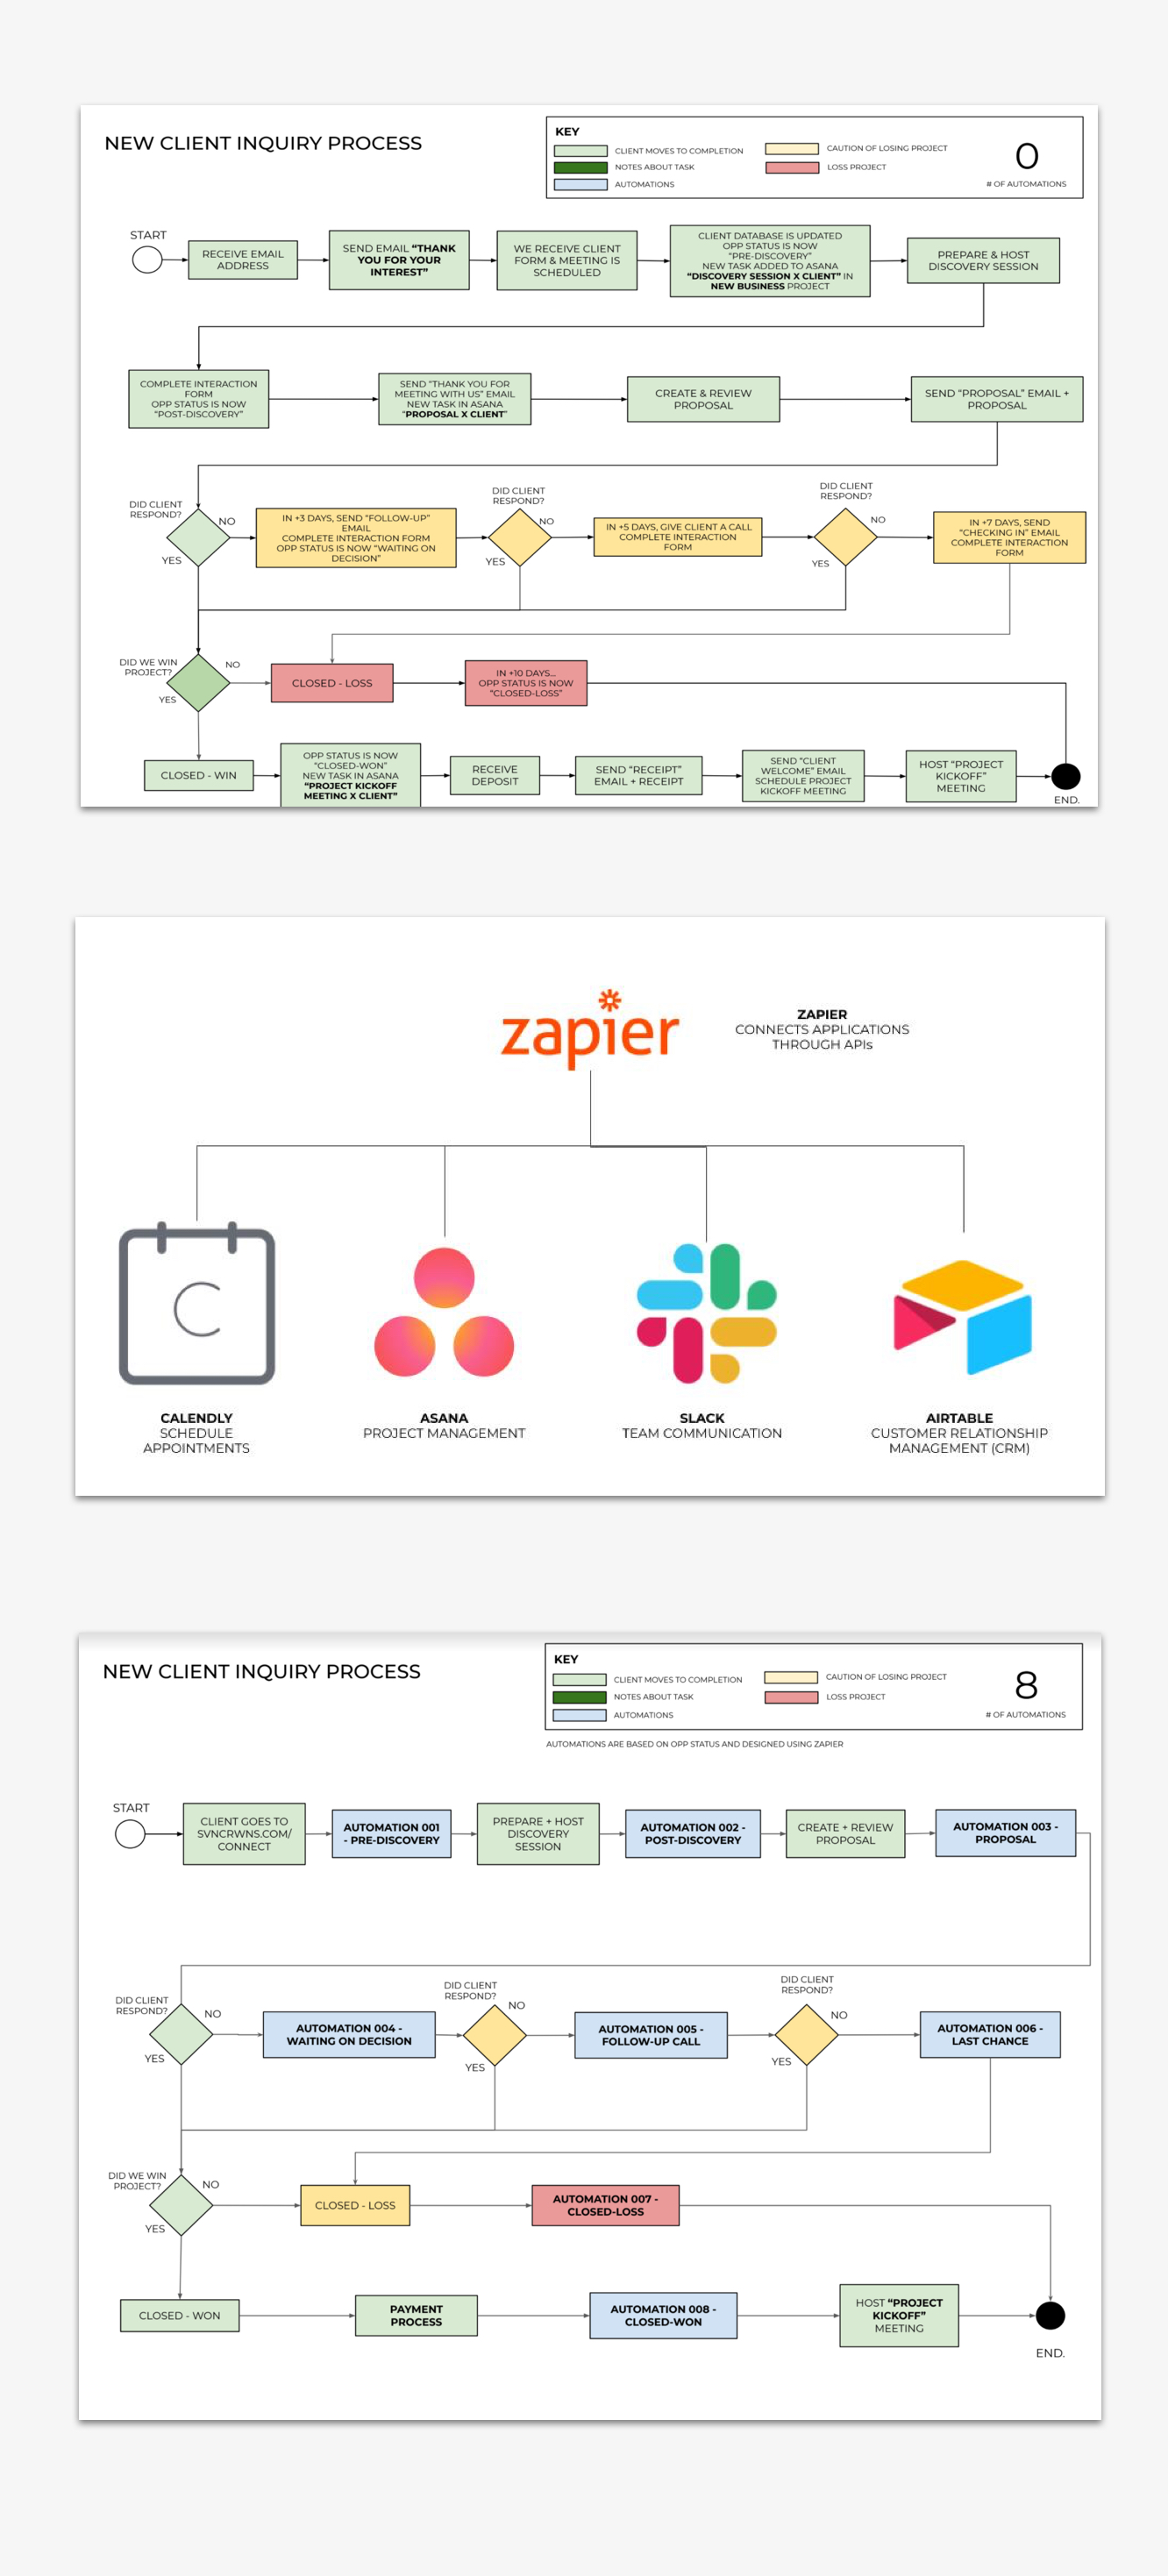 NEW CLIENT INQUIRY PROCESS
KEY
CLIENT MOVES TO COMPLETION
NOTES ABOUT TASK
AUTOMATIONS
CAUTION OF LOSING PROJECT
LOSS PROJECT
0
# OF AUTOMATIONS
START
RECEIVE EMAIL
ADDRESS
SEND EMAIL “THANK
YOU FOR YOUR
INTEREST”
WE RECEIVE CLIENT
FORM & MEETING IS
SCHEDULED
CLIENT DATABASE IS UPDATED
OPP STATUS IS NOW
“PRE-DISCOVERY”
NEW TASK ADDED TO ASANA
“DISCOVERY SESSION X CLIENT” IN
NEW BUSINESS PROJECT
PREPARE & HOST
DISCOVERY SESSION
COMPLETE INTERACTION
FORM
OPP STATUS IS NOW
“POST-DISCOVERY”
SEND “THANK YOU FOR
MEETING WITH US” EMAIL
NEW TASK IN ASANA
“PROPOSAL X CLIENT”
CREATE & REVIEW
PROPOSAL
SEND “PROPOSAL” EMAIL +
PROPOSAL
DID CLIENT
RESPOND?
NO
YES
IN +3 DAYS, SEND “FOLLOW-UP”
EMAIL
COMPLETE INTERACTION FORM
OPP STATUS IS NOW “WAITING ON
DECISION”
DID CLIENT
RESPOND?
NO
YES
IN +5 DAYS, GIVE CLIENT A CALL
COMPLETE INTERACTION
FORM
DID CLIENT
RESPOND?
NO
YES
IN +7 DAYS, SEND
“CHECKING IN” EMAIL
COMPLETE INTERACTION
FORM
DID WE WIN
PROJECT?
NO
YES
CLOSED - LOSS
IN +10 DAYS...
OPP STATUS IS NOW
“CLOSED-LOSS”
CLOSED - WIN
OPP STATUS IS NOW
“CLOSED-WON”
NEW TASK IN ASANA
“PROJECT KICKOFF
MEETING X CLIENT”
RECEIVE
DEPOSIT
SEND “RECEIPT”
EMAIL + RECEIPT
SEND “CLIENT
WELCOME” EMAIL
SCHEDULE PROJECT
KICKOFF MEETING
HOST “PROJECT
KICKOFF”
MEETING
END.
zapier
ZAPIER
CONNECTS APPLICATIONS
THROUGH APIs
C
CALENDLY
SCHEDULE
APPOINTMENTS
ASANA
PROJECT MANAGEMENT
SLACK
TEAM COMMUNICATION
AIRTABLE
CUSTOMER RELATIONSHIP
MANAGEMENT (CRM)
NEW CLIENT INQUIRY PROCESS
KEY
CLIENT MOVES TO COMPLETION
NOTES ABOUT TASK
AUTOMATIONS
CAUTION OF LOSING PROJECT
LOSS PROJECT
8
# OF AUTOMATIONS
AUTOMATIONS ARE BASED ON OPP STATUS AND DESIGNED USING ZAPIER
START
CLIENT GOES TO
SVNCRWNS.COM/
CONNECT
AUTOMATION 001
- PRE-DISCOVERY
PREPARE + HOST
DISCOVERY
SESSION
AUTOMATION 002 -
POST-DISCOVERY
CREATE + REVIEW
PROPOSAL
AUTOMATION 003 -
PROPOSAL
DID CLIENT
RESPOND?
NO
YES
AUTOMATION 004 -
WAITING ON DECISION
DID CLIENT
RESPOND?
NO
YES
AUTOMATION 005 -
FOLLOW-UP CALL
DID CLIENT
RESPOND?
NO
YES
AUTOMATION 006 -
LAST CHANCE
DID WE WIN
PROJECT?
NO
YES
CLOSED - LOSS
AUTOMATION 007 -
CLOSED-LOSS
CLOSED - WON
PAYMENT
PROCESS
AUTOMATION 008 -
CLOSED-WON
HOST “PROJECT
KICKOFF”
MEETING
END.